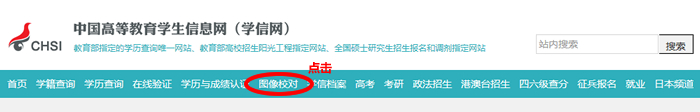 中国高等教育学生信息网（学信网）
CHSI
教育部指定的学历查询唯一网站、教育部高校招生阳光工程指定网站、全国硕士研究生招生报名和调剂指定网站
站内搜索 搜索
点击
首页 学籍查询 学历查询 在线验证 学历与成绩认证 图像校对 学信档案 高考 考研 政法招生 港澳台招生 四六级查分 征兵报名 就业 日本频道